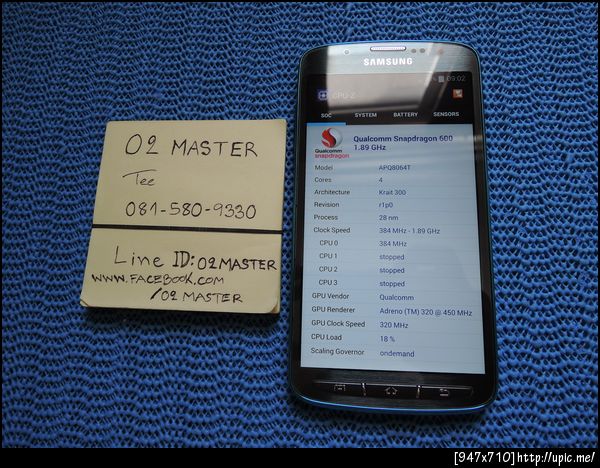 O2 MASTER
Tee
081-580-9330
Line ID: O2MASTER
WWW.FACEBOOK.COM
/O2 MASTER
SAMSUNG
09:02
CPU-Z
SOC SYSTEM BATTERY SENSORS
Qualcomm Snapdragon 600
1.89 GHz
Qualcomm
snapdragon
Model APQ8064T
Cores 4
Architecture Krait 300
Revision r1p0
Process 28 nm
Clock Speed 384 MHz - 1.89 GHz
CPU 0 384 MHz
CPU 1 stopped
CPU 2 stopped
CPU 3 stopped
GPU Vendor Qualcomm
GPU Renderer Adreno (TM) 320 @ 450 MHz
GPU Clock Speed 320 MHz
CPU Load 18 %
Scaling Governor ondemand
[947x710]http://upic.me/